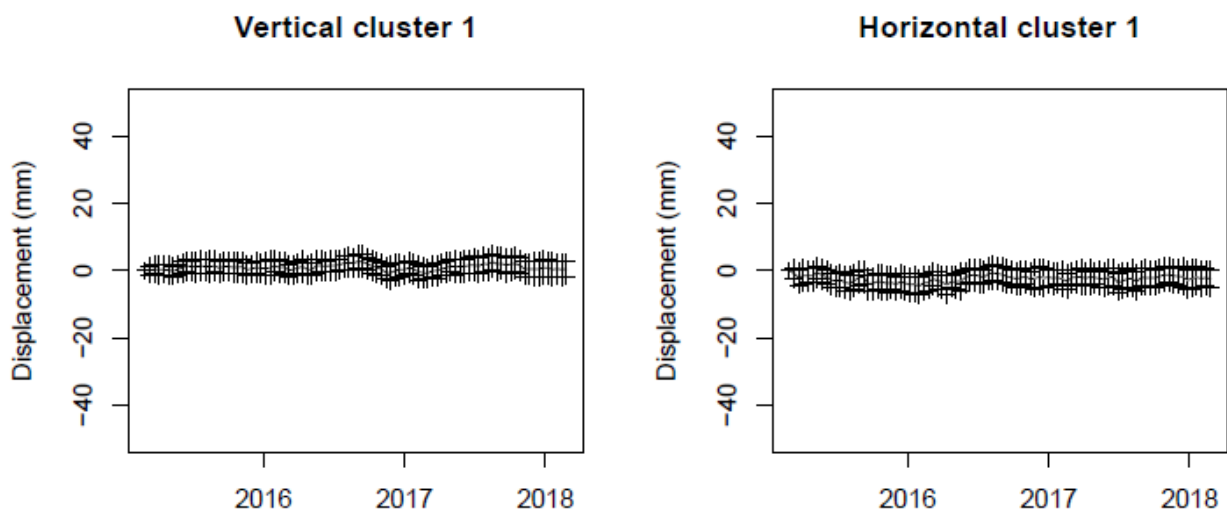 Vertical cluster 1
Displacement (mm)
40
20
0
−20
−40
2016 2017 2018
Horizontal cluster 1
Displacement (mm)
40
20
0
−20
−40
2016 2017 2018